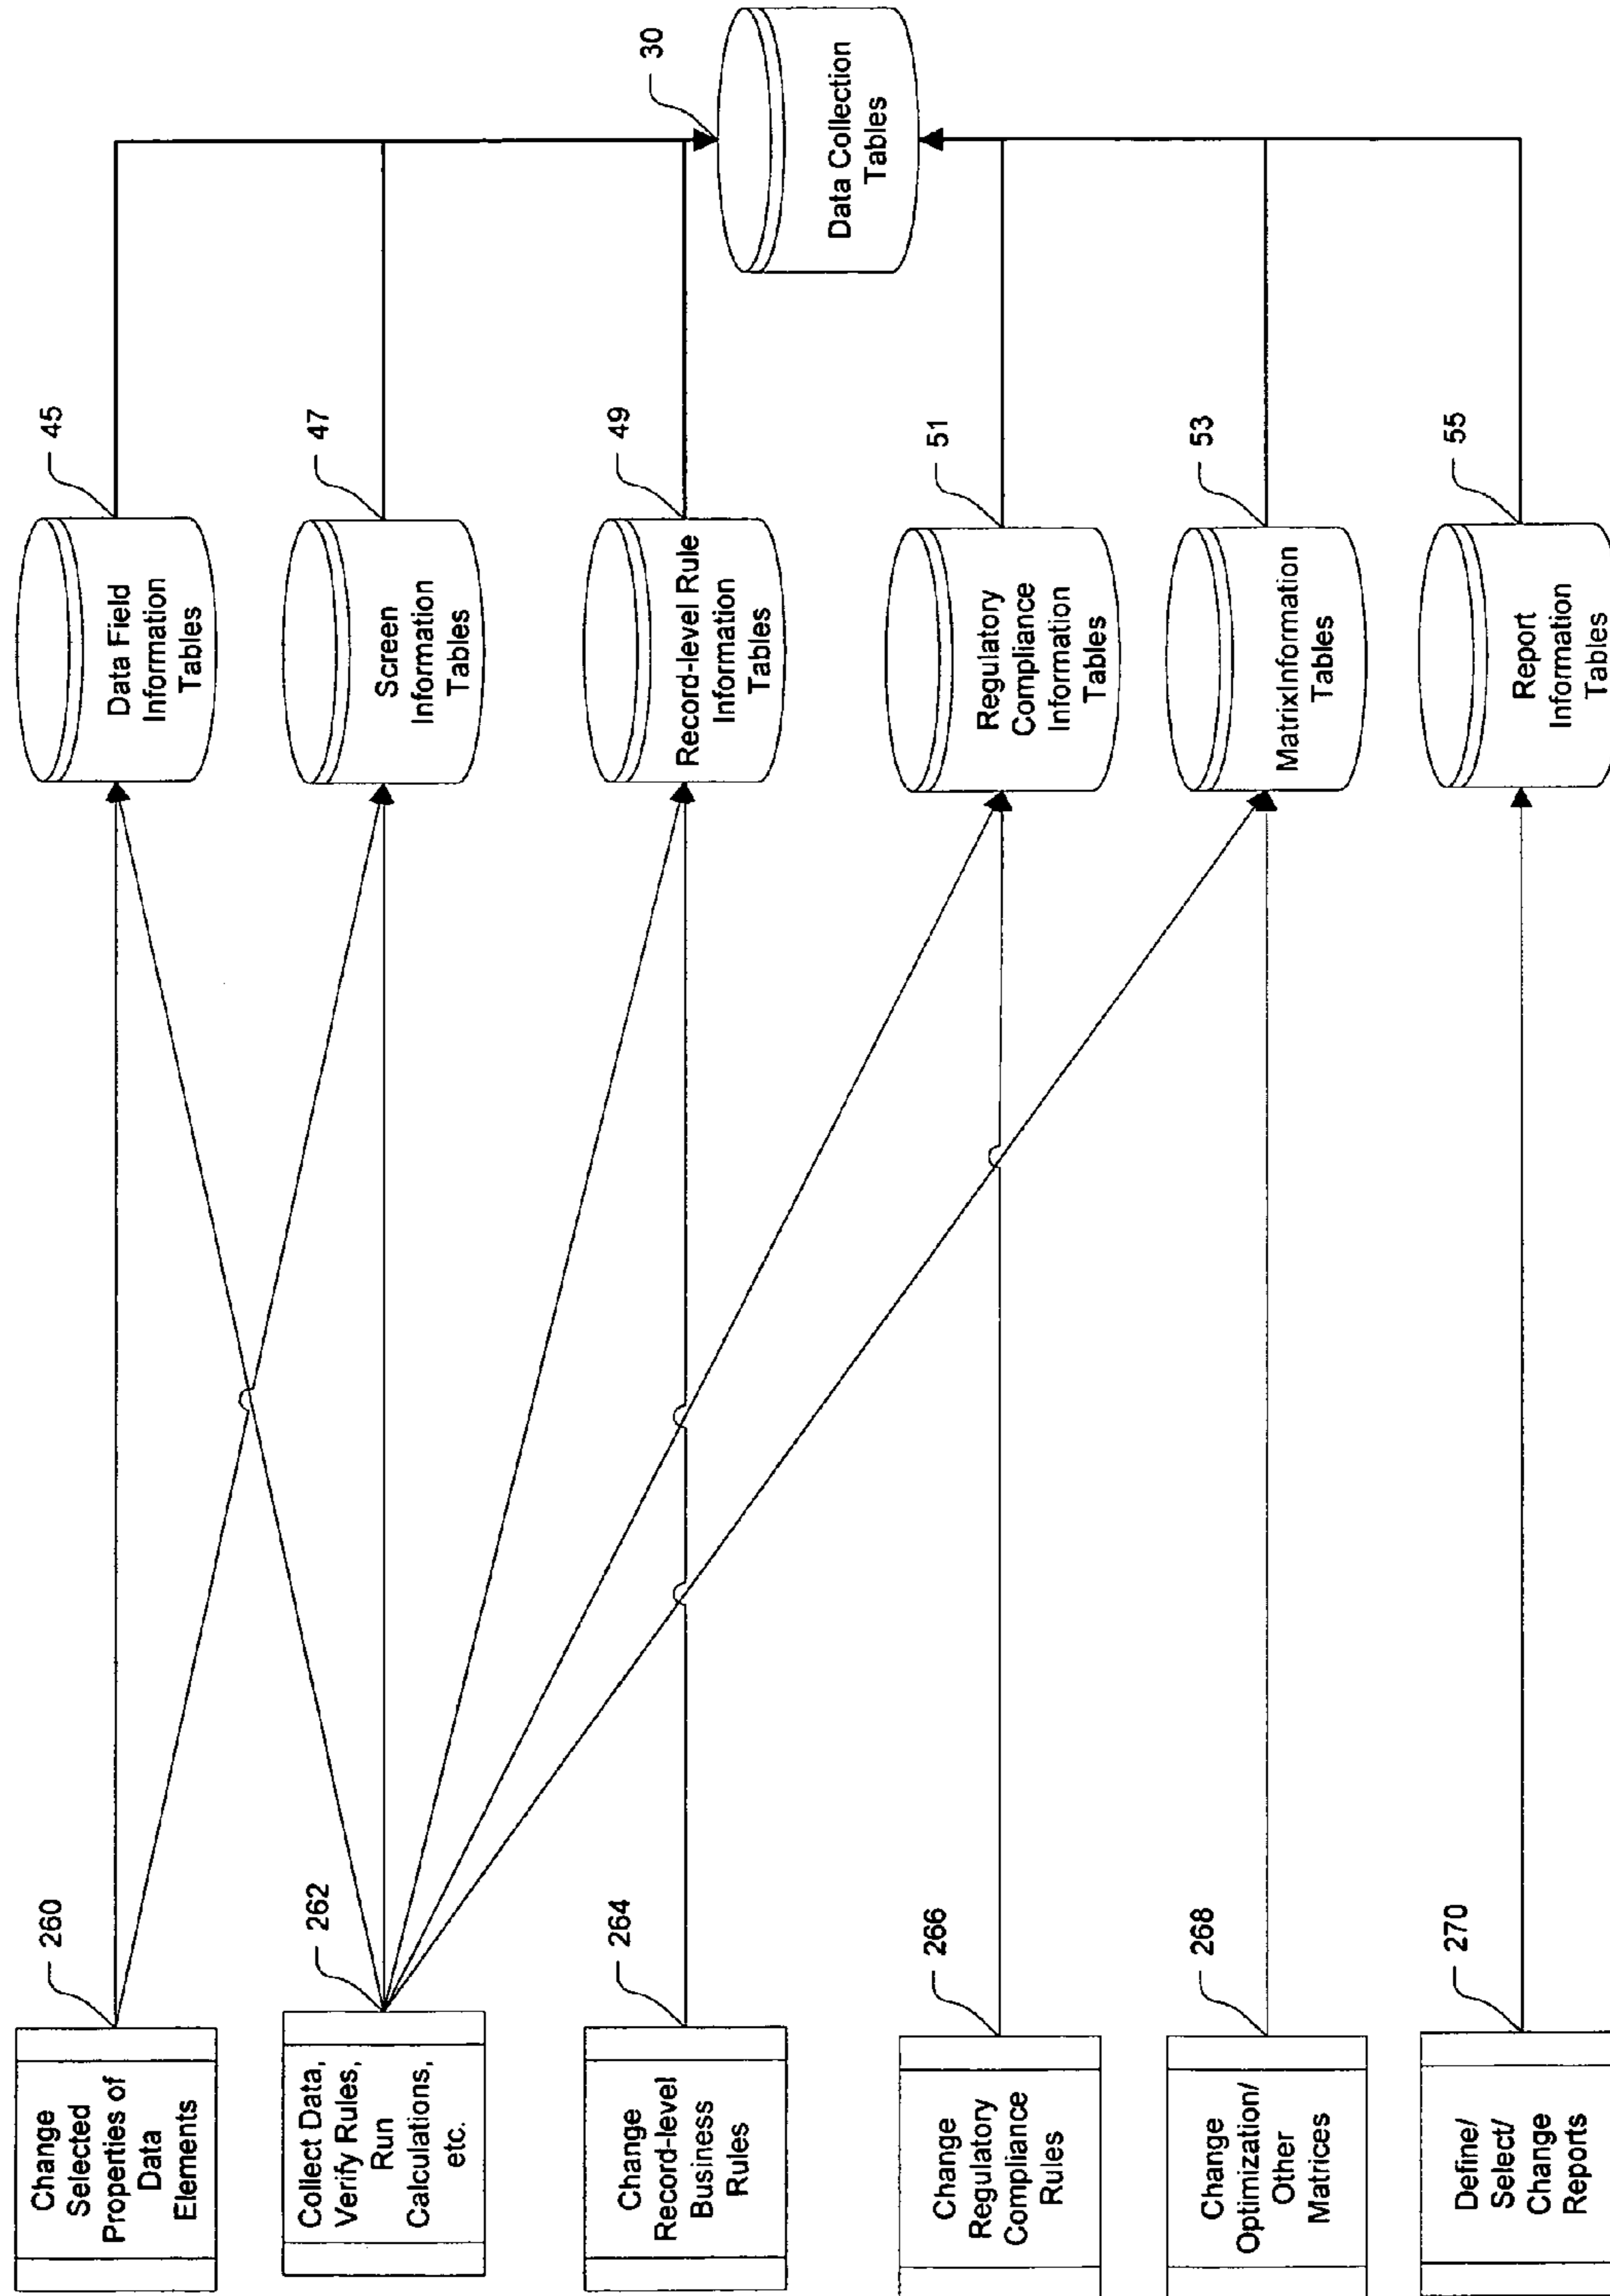 Change
Selected
Properties of
Data
Elements
260
Collect Data,
Verify Rules,
Run
Calculations,
etc.
262
Change
Record-level
Business
Rules
264
Change
Regulatory
Compliance
Rules
266
Change
Optimization/
Other
Matrices
268
Define/
Select/
Change
Reports
270
Data Field
Information
Tables
45
Screen
Information
Tables
47
Record-level Rule
Information
Tables
49
Regulatory
Compliance
Information
Tables
51
MatrixInformation
Tables
53
Report
Information
Tables
55
Data Collection
Tables
30